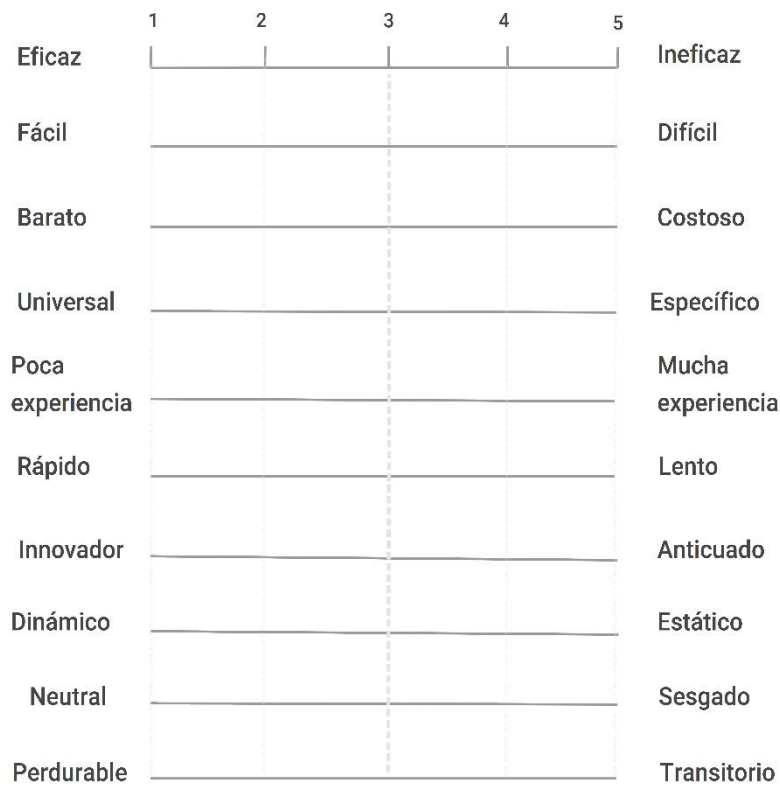 1 2 3 4 5
Eficaz Ineficaz
Fácil Difícil
Barato Costoso
Universal Específico
Poca Mucha
experiencia experiencia
Rápido Lento
Innovador Anticuado
Dinámico Estático
Neutral Sesgado
Perdurable Transitorio